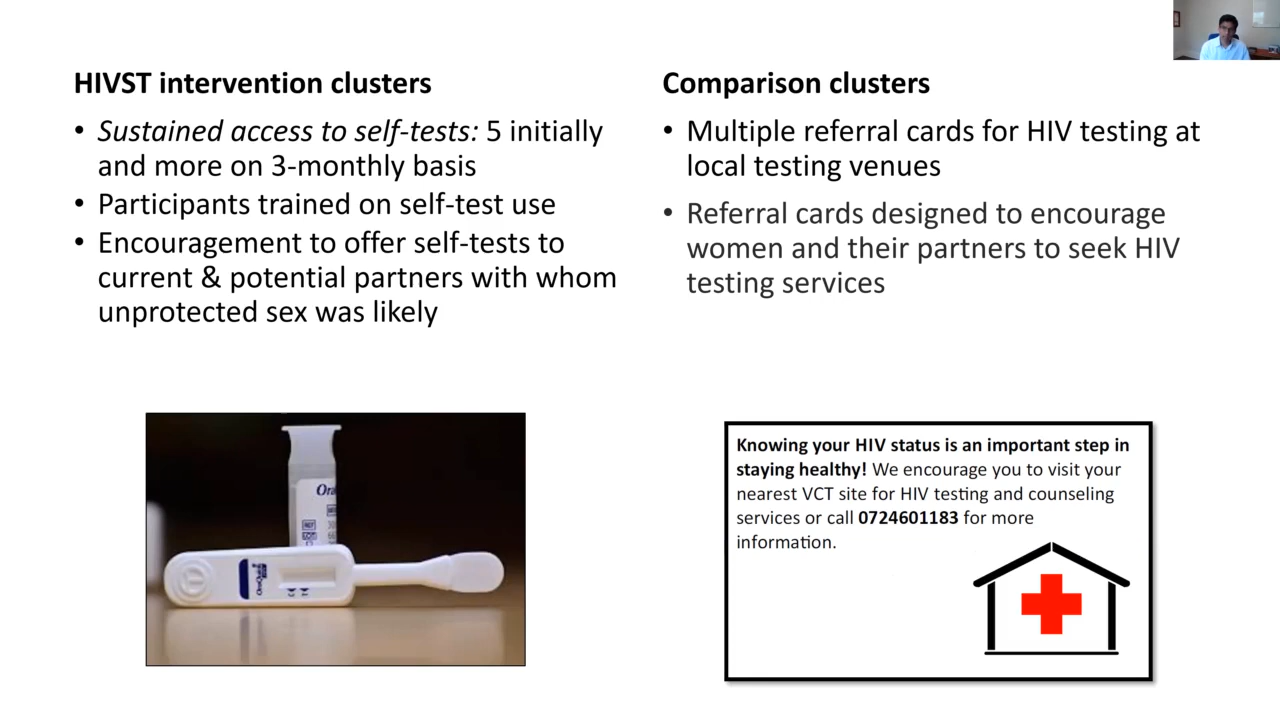 HIVST intervention clusters
• Sustained access to self-tests: 5 initially
and more on 3-monthly basis
• Participants trained on self-test use
• Encouragement to offer self-tests to
current & potential partners with whom
unprotected sex was likely
Comparison clusters
• Multiple referral cards for HIV testing at
local testing venues
• Referral cards designed to encourage
women and their partners to seek HIV
testing services
Knowing your HIV status is an important step in
staying healthy! We encourage you to visit your
nearest VCT site for HIV testing and counseling
services or call 0724601183 for more
information.